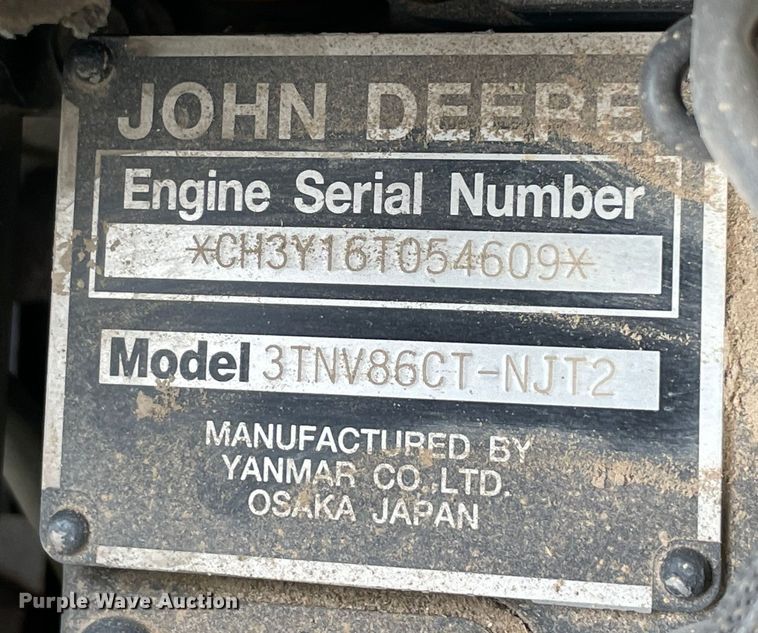 JOHN DEERE
Engine Serial Number
*CH3Y16T054609*
Model 3TNV86CT-NJT2
MANUFACTURED BY
YANMAR CO.,LTD.
OSAKA JAPAN
Purple Wave Auction